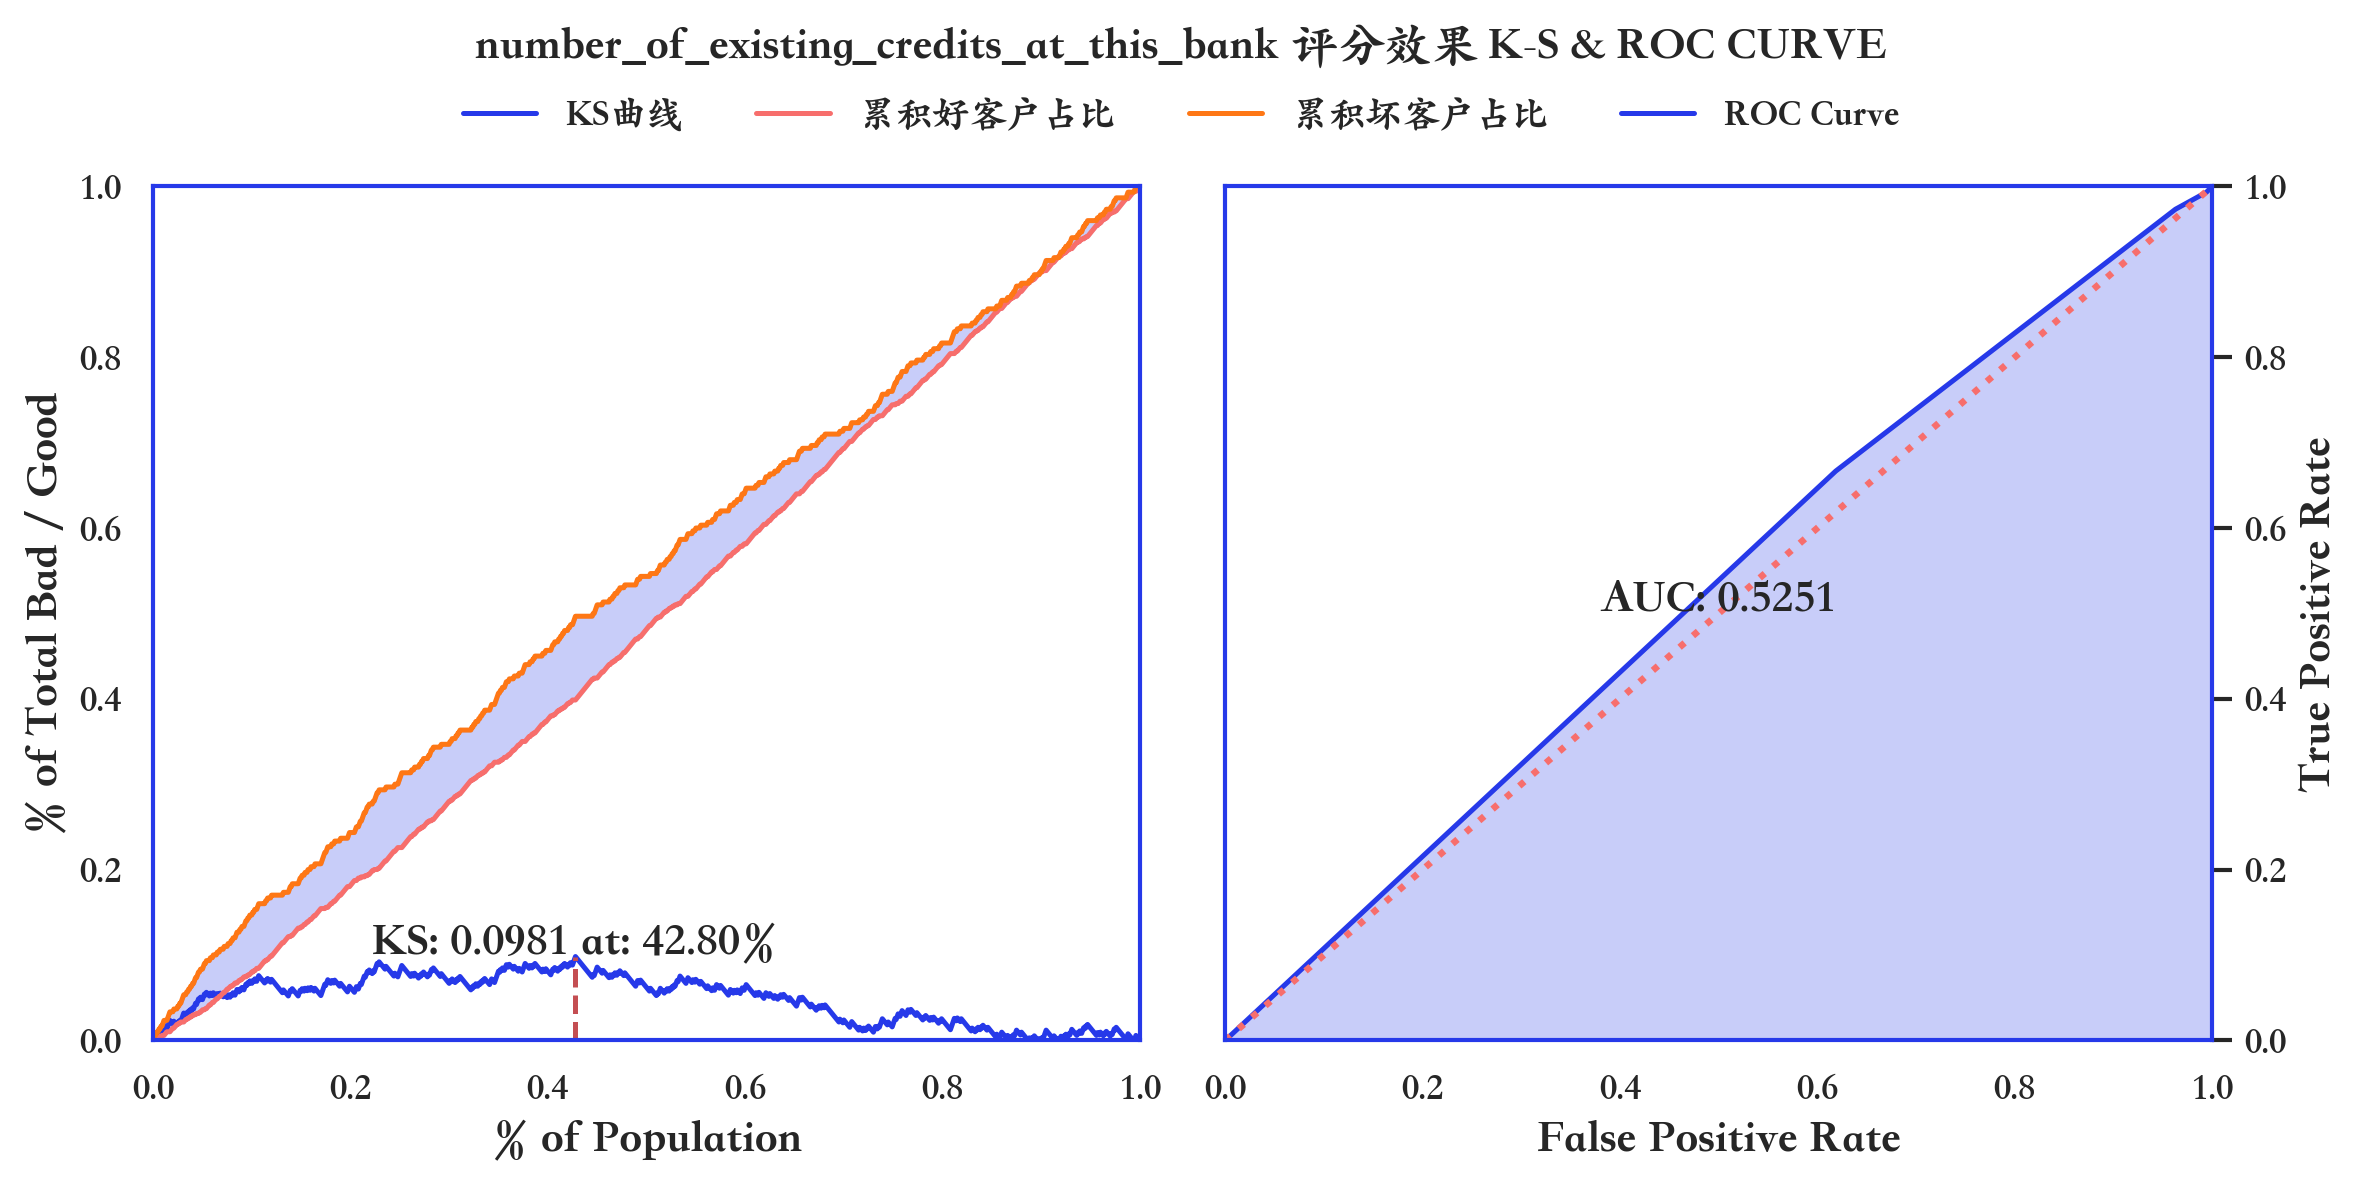 number_of_existing_credits_at_this_bank 评分效果 K-S & ROC CURVE
KS曲线 累积好客户占比 累积坏客户占比 ROC Curve
% of Total Bad / Good
1.0
0.8
0.6
0.4
0.2
0.0
KS: 0.0981 at: 42.80%
0.0 0.2 0.4 0.6 0.8 1.0
% of Population
AUC: 0.5251
1.0
0.8
0.6
0.4
0.2
0.0
True Positive Rate
0.0 0.2 0.4 0.6 0.8 1.0
False Positive Rate